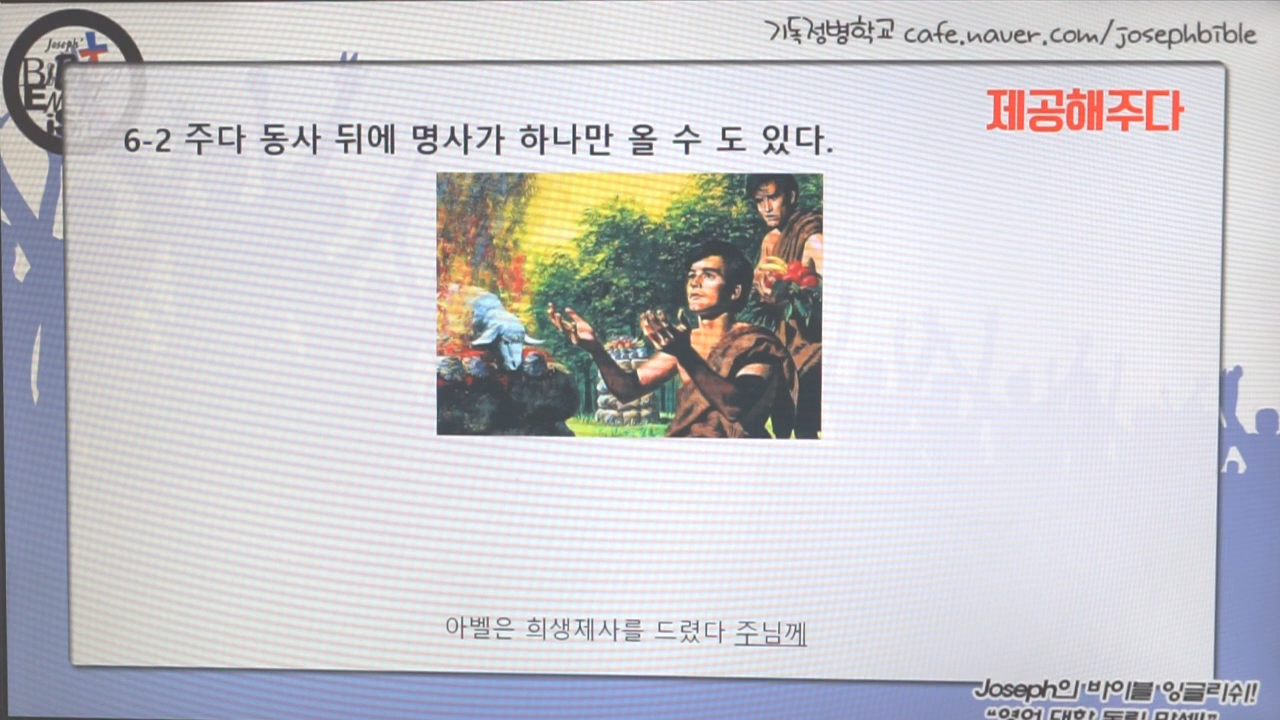 기독정병학교 cafe.naver.com/josephbible
Joseph'
제공해주다
6-2 주다 동사 뒤에 명사가 하나만 올 수 도 있다.
아벨은 희생제사를 드렸다 주님께
Joseph의 바이블 잉글리쉬!